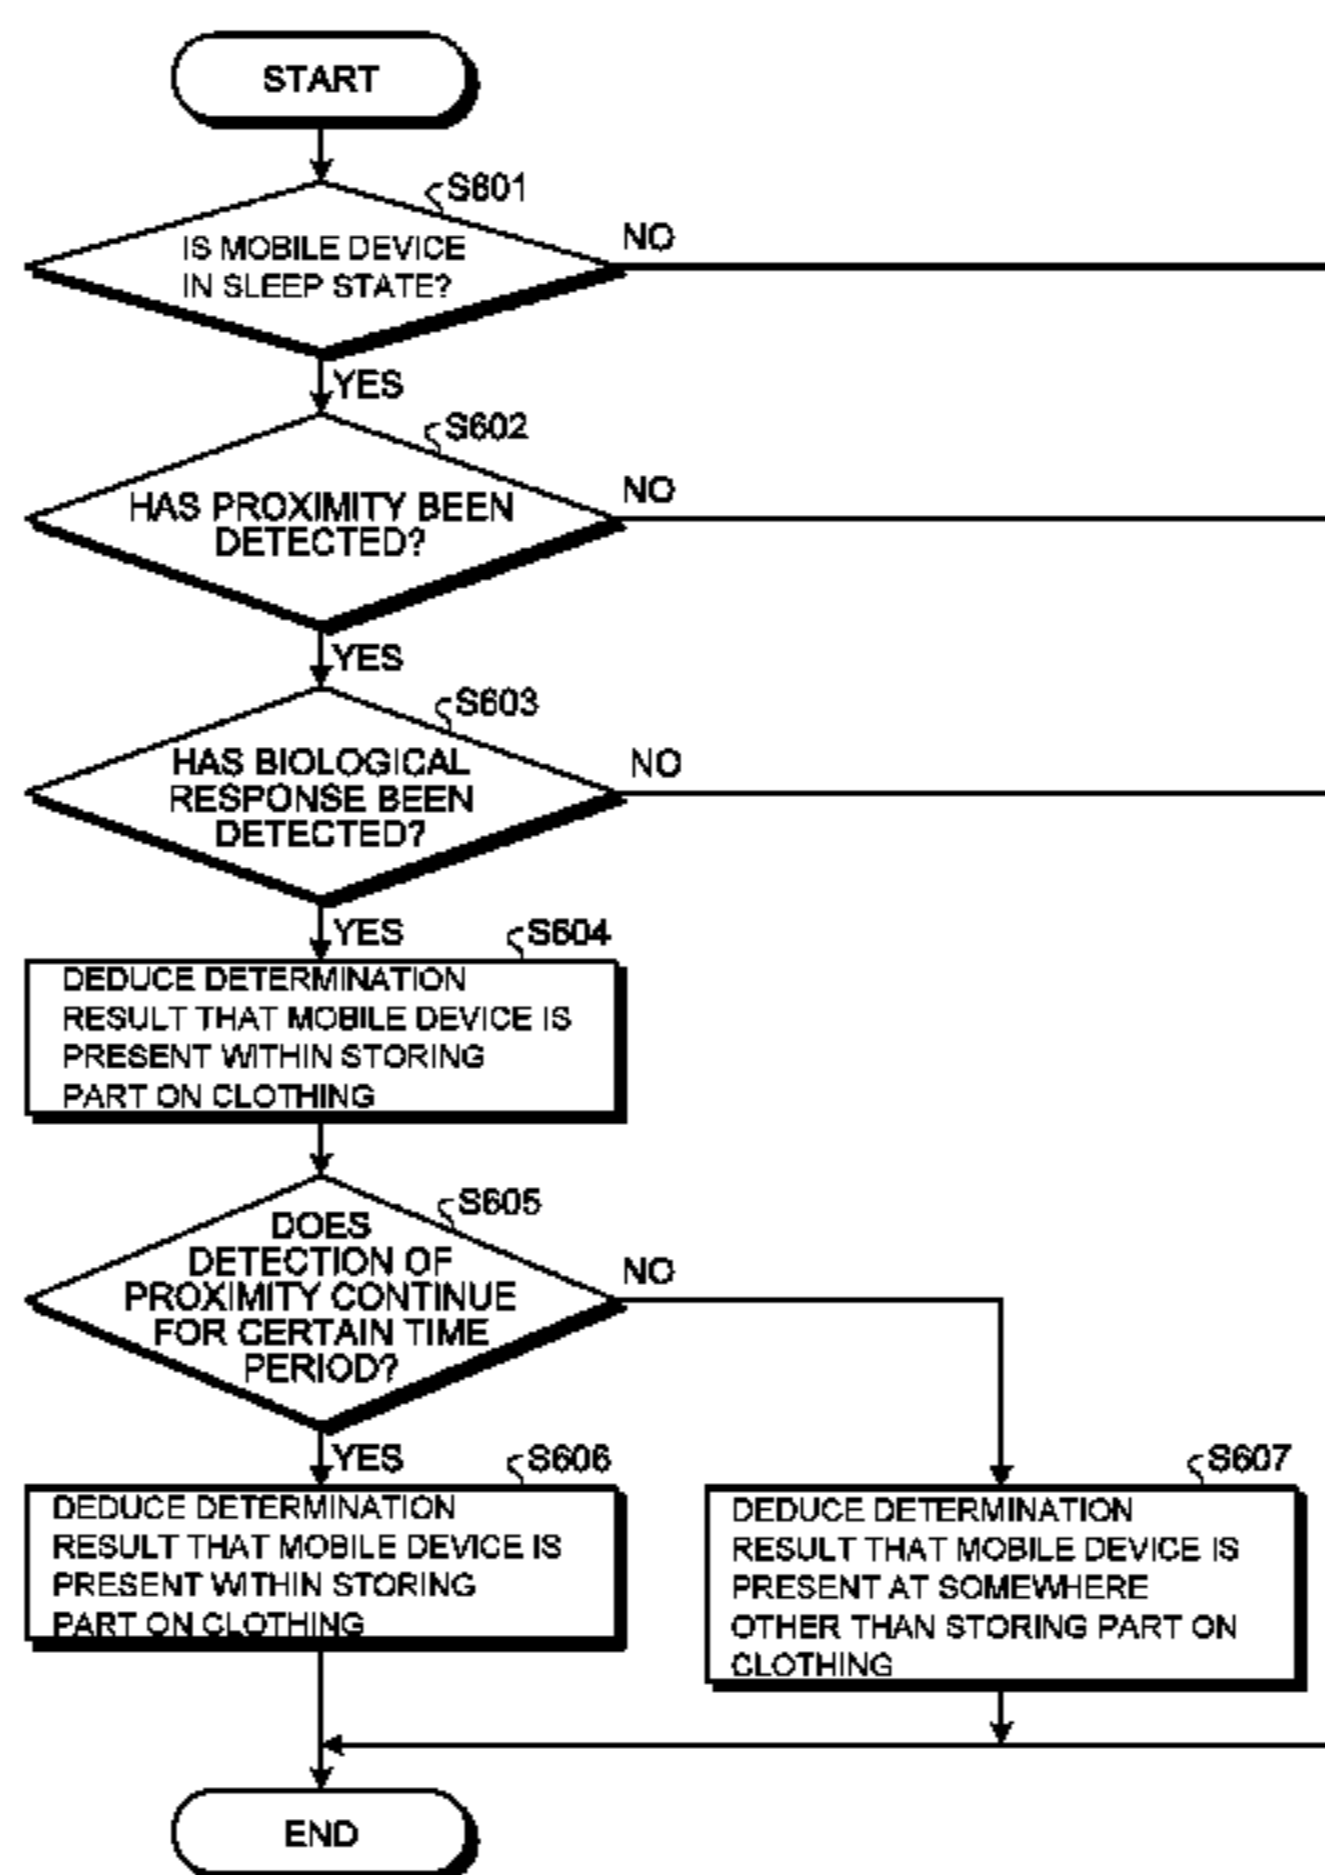 START
S601
IS MOBILE DEVICE
IN SLEEP STATE?
NO
YES
S602
HAS PROXIMITY BEEN
DETECTED?
NO
YES
S603
HAS BIOLOGICAL
RESPONSE BEEN
DETECTED?
NO
YES
S604
DEDUCE DETERMINATION
RESULT THAT MOBILE DEVICE IS
PRESENT WITHIN STORING
PART ON CLOTHING
S605
DOES
DETECTION OF
PROXIMITY CONTINUE
FOR CERTAIN TIME
PERIOD?
NO
YES
S606
DEDUCE DETERMINATION
RESULT THAT MOBILE DEVICE IS
PRESENT WITHIN STORING
PART ON CLOTHING
S607
DEDUCE DETERMINATION
RESULT THAT MOBILE DEVICE IS
PRESENT AT SOMEWHERE
OTHER THAN STORING PART ON
CLOTHING
END